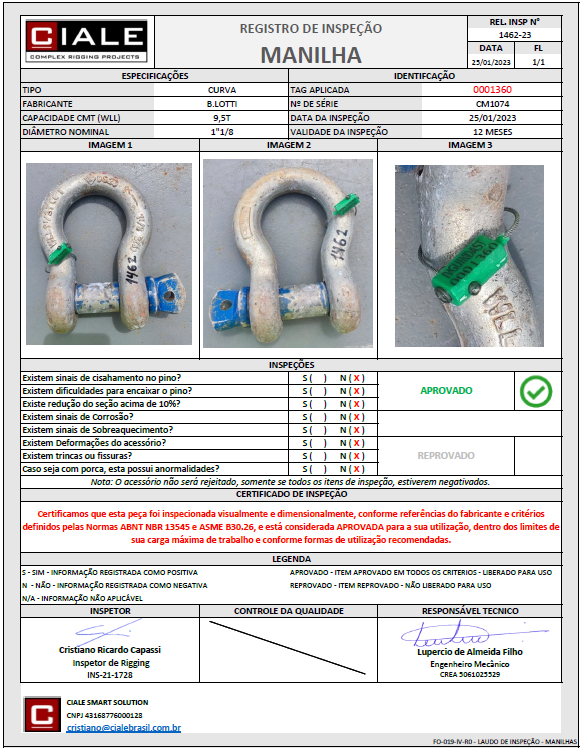 CIALE
COMPLEX RIGGING PROJECTS
REGISTRO DE INSPEÇÃO
MANILHA
REL. INSP Nº
1462-23
DATA FL
25/01/2023 1/1
ESPECIFICAÇÕES IDENTIFCAÇÃO
TIPO CURVA TAG APLICADA 0001360
FABRICANTE B.LOTTI Nº DE SÉRIE CM1074
CAPACIDADE CMT (WLL) 9,5T DATA DA INSPEÇÃO 25/01/2023
DIÂMETRO NOMINAL 1"1/8 VALIDADE DA INSPEÇÃO 12 MESES
IMAGEM 1 IMAGEM 2 IMAGEM 3
1462
1462
0001360
WLL
INSPEÇÕES
Existem sinais de cisahamento no pino? S ( ) N ( X )
Existem dificuldades para encaixar o pino? S ( ) N ( X )
Existe redução do seção acima de 10%? S ( ) N ( X )
Existem sinais de Corrosão? S ( ) N ( X )
Existem sinais de Sobreaquecimento? S ( ) N ( X )
Existem Deformações do acessório? S ( ) N ( X )
Existem trincas ou fissuras? S ( ) N ( X )
Caso seja com porca, esta possui anormalidades? S ( ) N ( X )
APROVADO
REPROVADO
Nota: O acessório não será rejeitado, somente se todos os itens de inspeção, estiverem negativados.
CERTIFICADO DE INSPEÇÃO
Certificamos que esta peça foi inspecionada visualmente e dimensionalmente, conforme referências do fabricante e critérios
definidos pelas Normas ABNT NBR 13545 e ASME B30.26, e está considerada APROVADA para a sua utilização, dentro dos limites de
sua carga máxima de trabalho e conforme formas de utilização recomendadas.
LEGENDA
S - SIM - INFORMAÇÃO REGISTRADA COMO POSITIVA APROVADO - ITEM APROVADO EM TODOS OS CRITERIOS - LIBERADO PARA USO
N - NÃO - INFORMAÇÃO REGISTRADA COMO NEGATIVA REPROVADO - ITEM REPROVADO - NÃO LIBERADO PARA USO
N/A - INFORMAÇÃO NÃO APLICÁVEL
INSPETOR CONTROLE DA QUALIDADE RESPONSÁVEL TECNICO
Cristiano Ricardo Capassi
Inspetor de Rigging
INS-21-1728
Lupercio de Almeida Filho
Engenheiro Mecânico
CREA 5061025529
CIALE SMART SOLUTION
CNPJ 43168776000128
cristiano@cialebrasil.com.br
FO-019-IV-R0 - LAUDO DE INSPEÇÃO - MANILHAS